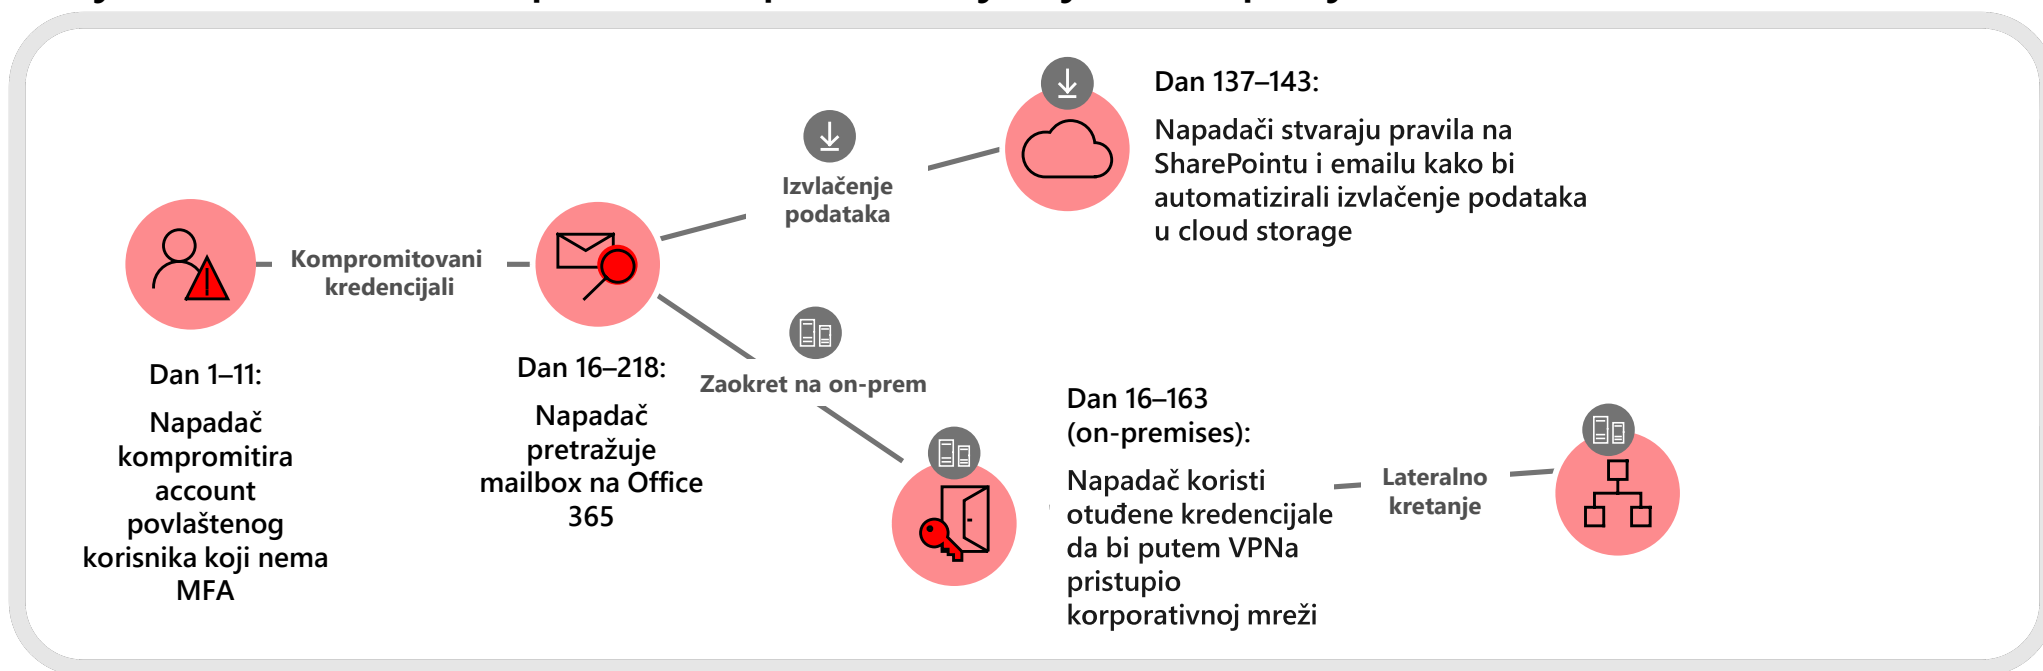 Kompromitovani
kredencijali
Dan 1–11:
Napadač
kompromitira
account
povlaštenog
korisnika koji nema
MFA
Dan 16–218:
Napadač
pretražuje
mailbox na Office
365
Izvlačenje
podataka
Dan 137–143:
Napadači stvaraju pravila na
SharePointu i emailu kako bi
automatizirali izvlačenje podataka
u cloud storage
Zaokret na on-prem
Dan 16–163
(on-premises):
Napadač koristi
otuđene kredencijale
da bi putem VPNa
pristupio
korporativnoj mreži
Lateralno
kretanje